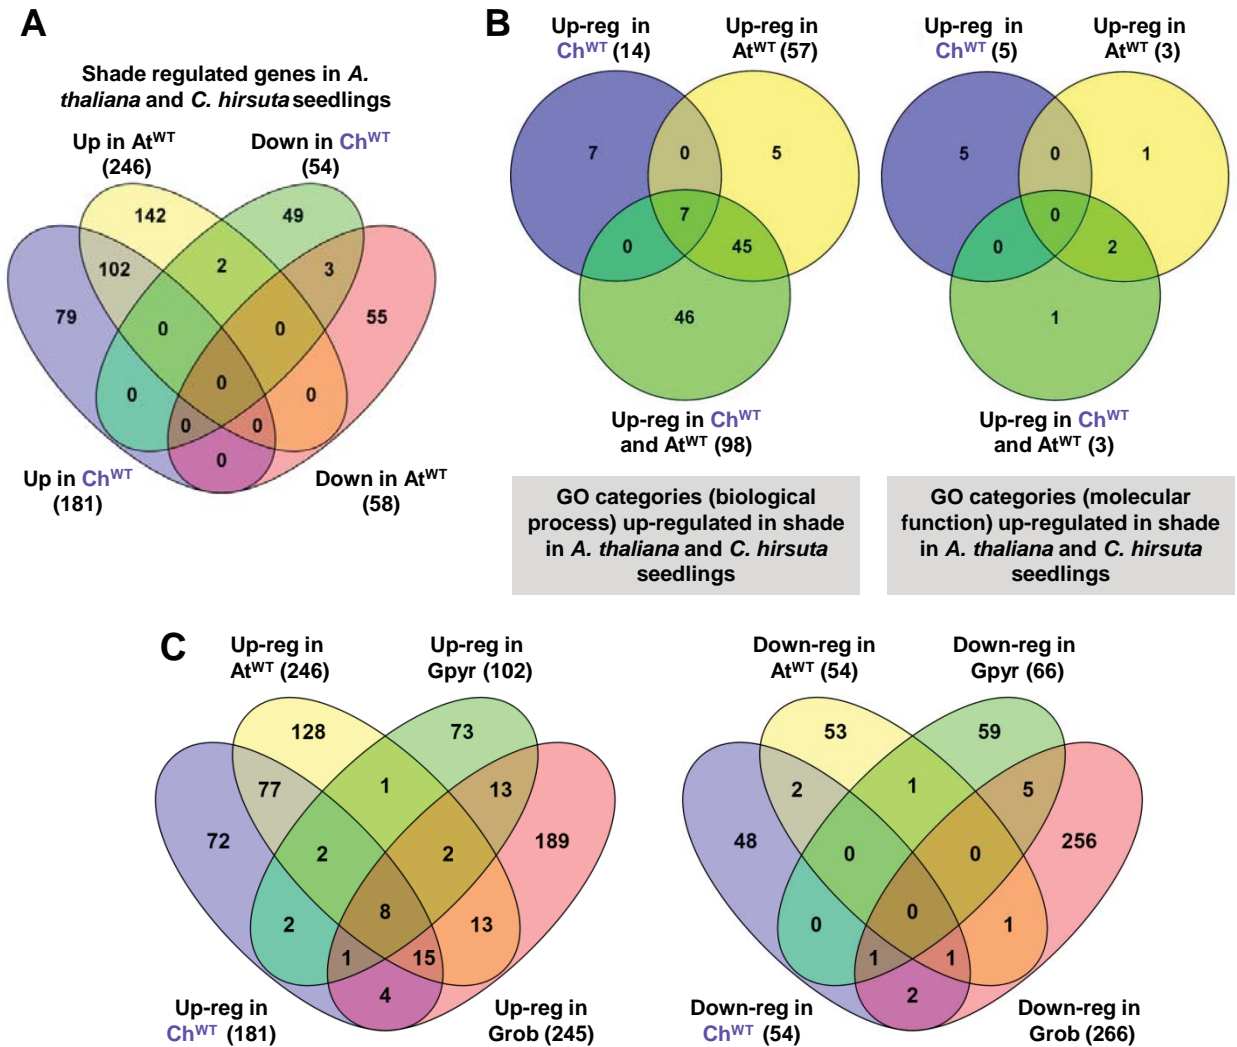 A
Shade regulated genes in A.
thaliana and C. hirsuta seedlings
Up in AtWT
(246)
Down in ChWT
(54)
142
49
102
2
3
79
0
0
55
0
0
0
0
0
0
Up in ChWT
(181)
Down in AtWT
(58)
B
Up-reg in
ChWT (14)
Up-reg in
AtWT (57)
7
0
5
7
0
45
46
Up-reg in ChWT
and AtWT (98)
GO categories (biological
process) up-regulated in shade
in A. thaliana and C. hirsuta
seedlings
Up-reg in
ChWT (5)
Up-reg in
AtWT (3)
5
0
1
0
0
2
1
Up-reg in ChWT
and AtWT (3)
GO categories (molecular
function) up-regulated in shade
in A. thaliana and C. hirsuta
seedlings
C
Up-reg in
AtWT (246)
Up-reg in
Gpyr (102)
128
73
77
1
13
72
2
2
189
8
2
13
1
15
4
Up-reg in
ChWT (181)
Up-reg in
Grob (245)
Down-reg in
AtWT (54)
Down-reg in
Gpyr (66)
53
59
2
1
5
48
0
0
256
0
0
1
1
1
2
Down-reg in
ChWT (54)
Down-reg in
Grob (266)